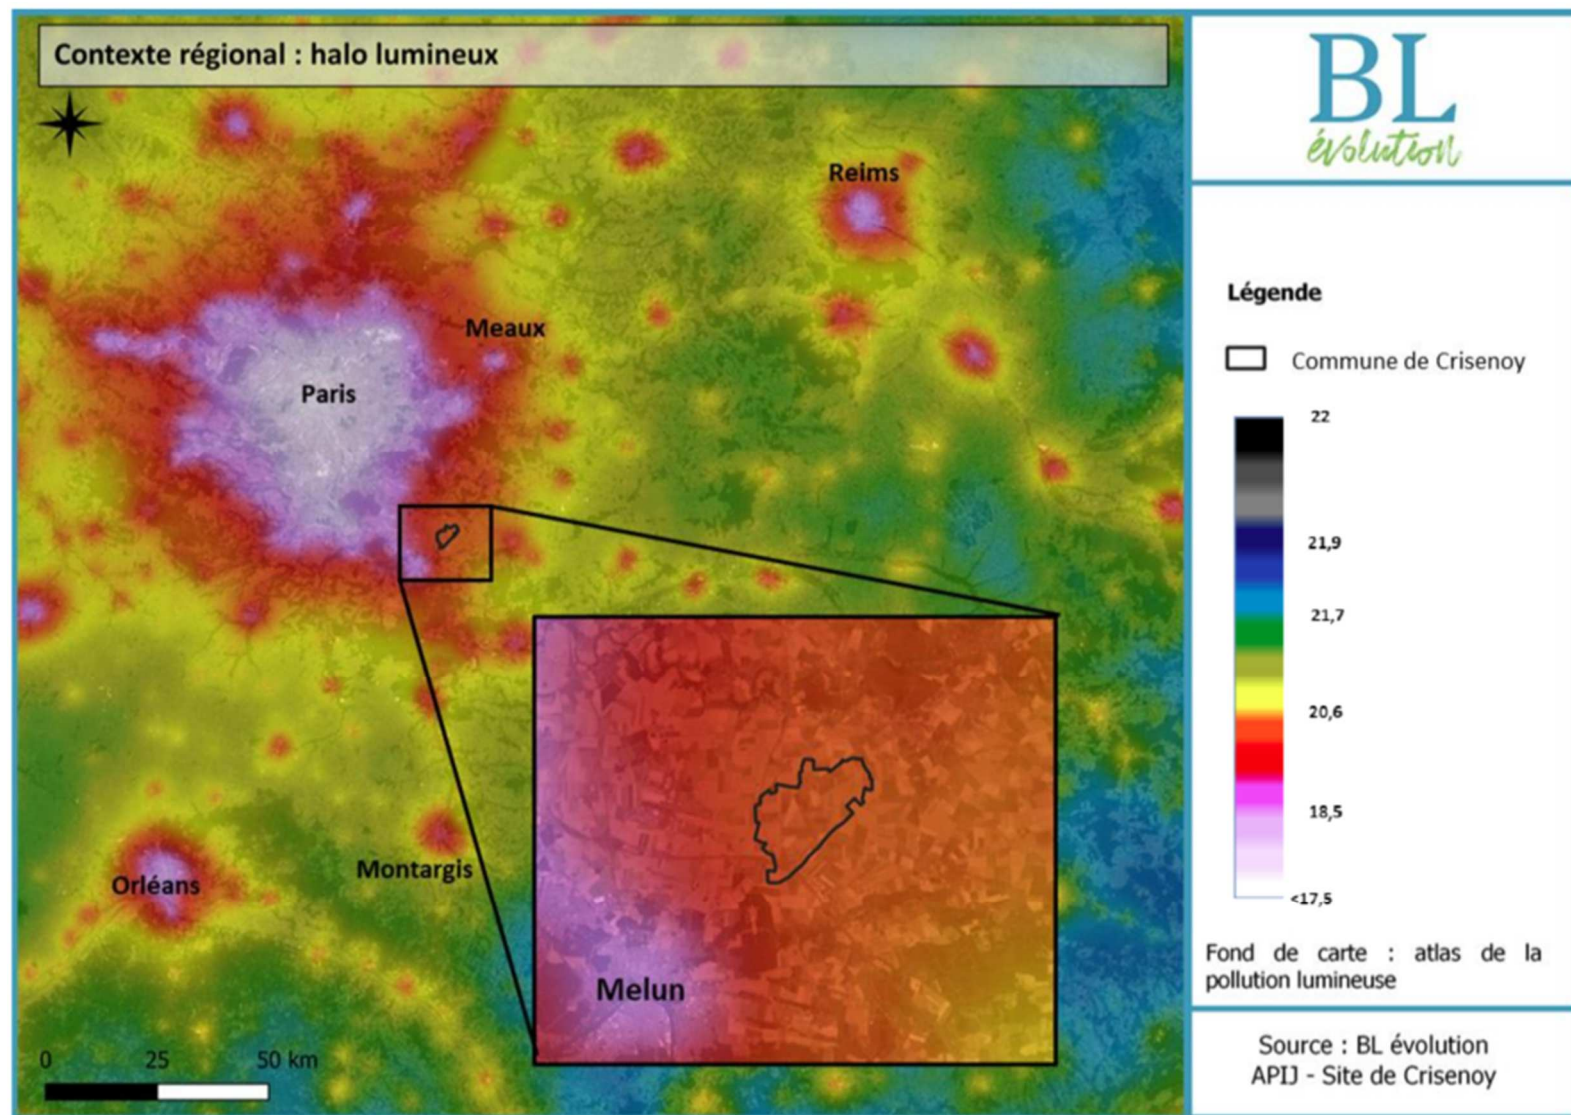 Contexte régional : halo lumineux
BL
évolution
Reims
Meaux
Paris
Montargis
Orléans
Melun
0 25 50 km
Légende
Commune de Crisenoy
22
21,9
21,7
20,6
18,5
<17,5
Fond de carte : atlas de la
pollution lumineuse
Source : BL évolution
APIJ - Site de Crisenoy